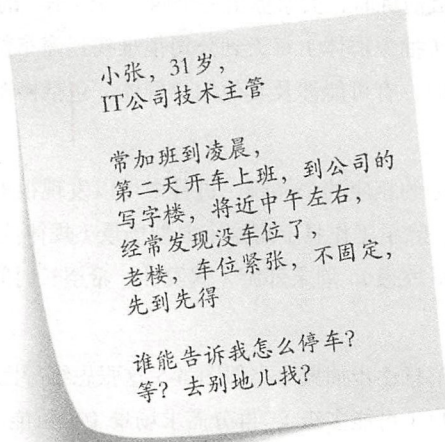 小张，31岁，
IT公司技术主管
常加班到凌晨，
第二天开车上班，到公司的
写字楼，将近中午左右，
经常发现没车位了，
老楼，车位紧张，不固定，
先到先得
谁能告诉我怎么停车？
等？去别地儿找？